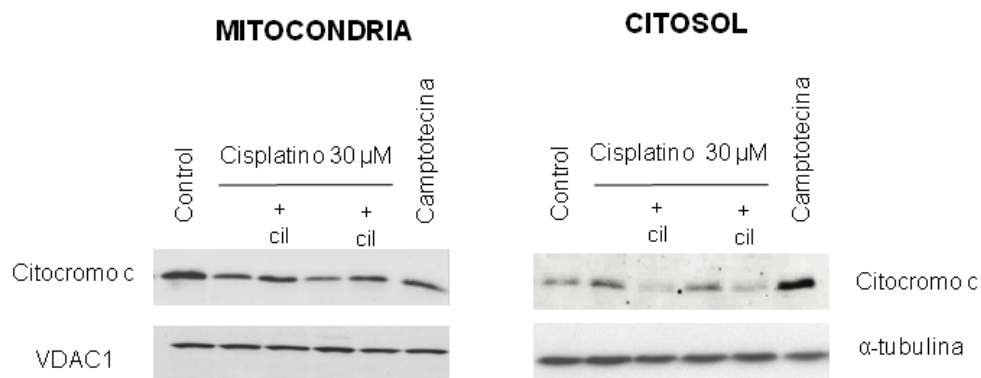 MITOCONDRIA
Control
Cisplatino 30 µM
Camptotecina
+
cil
+
cil
Citocromo c
VDAC1
CITOSOL
Control
Cisplatino 30 µM
Camptotecina
+
cil
+
cil
Citocromo c
α-tubulina